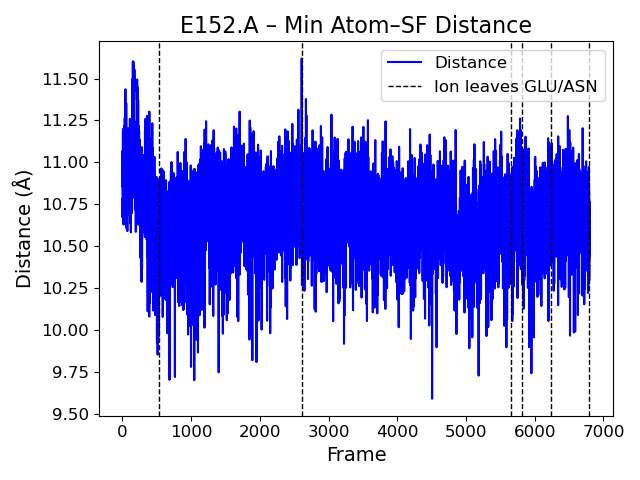 E152.A – Min Atom–SF Distance
Distance (Å)
11.50
11.25
11.00
10.75
10.50
10.25
10.00
9.75
9.50
Distance
Ion leaves GLU/ASN
0 1000 2000 3000 4000 5000 6000 7000
Frame